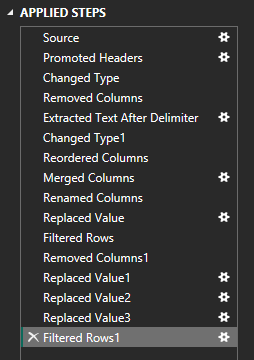 APPLIED STEPS
Source
Promoted Headers
Changed Type
Removed Columns
Extracted Text After Delimiter
Changed Type1
Reordered Columns
Merged Columns
Renamed Columns
Replaced Value
Filtered Rows
Removed Columns1
Replaced Value1
Replaced Value2
Replaced Value3
Filtered Rows1